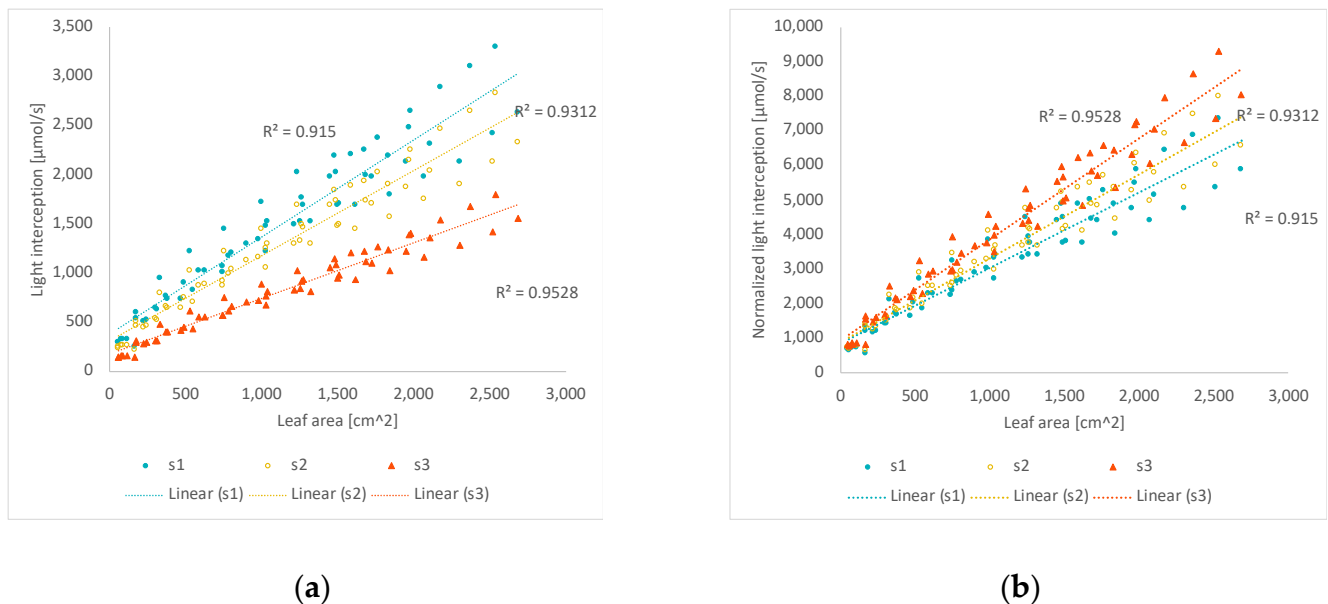 3,500
3,000
2,500
2,000
1,500
1,000
500
0
Light interception [µmol/s]
R² = 0.915
R² = 0.9312
R² = 0.9528
0 500 1,000 1,500 2,000 2,500 3,000
Leaf area [cm^2]
s1 s2 s3
Linear (s1) Linear (s2) Linear (s3)
(a)
10,000
9,000
8,000
7,000
6,000
5,000
4,000
3,000
2,000
1,000
0
Normalized light interception [µmol/s]
R² = 0.9528
R² = 0.9312
R² = 0.915
0 500 1,000 1,500 2,000 2,500 3,000
Leaf area [cm^2]
s1 s2 s3
Linear (s1) Linear (s2) Linear (s3)
(b)